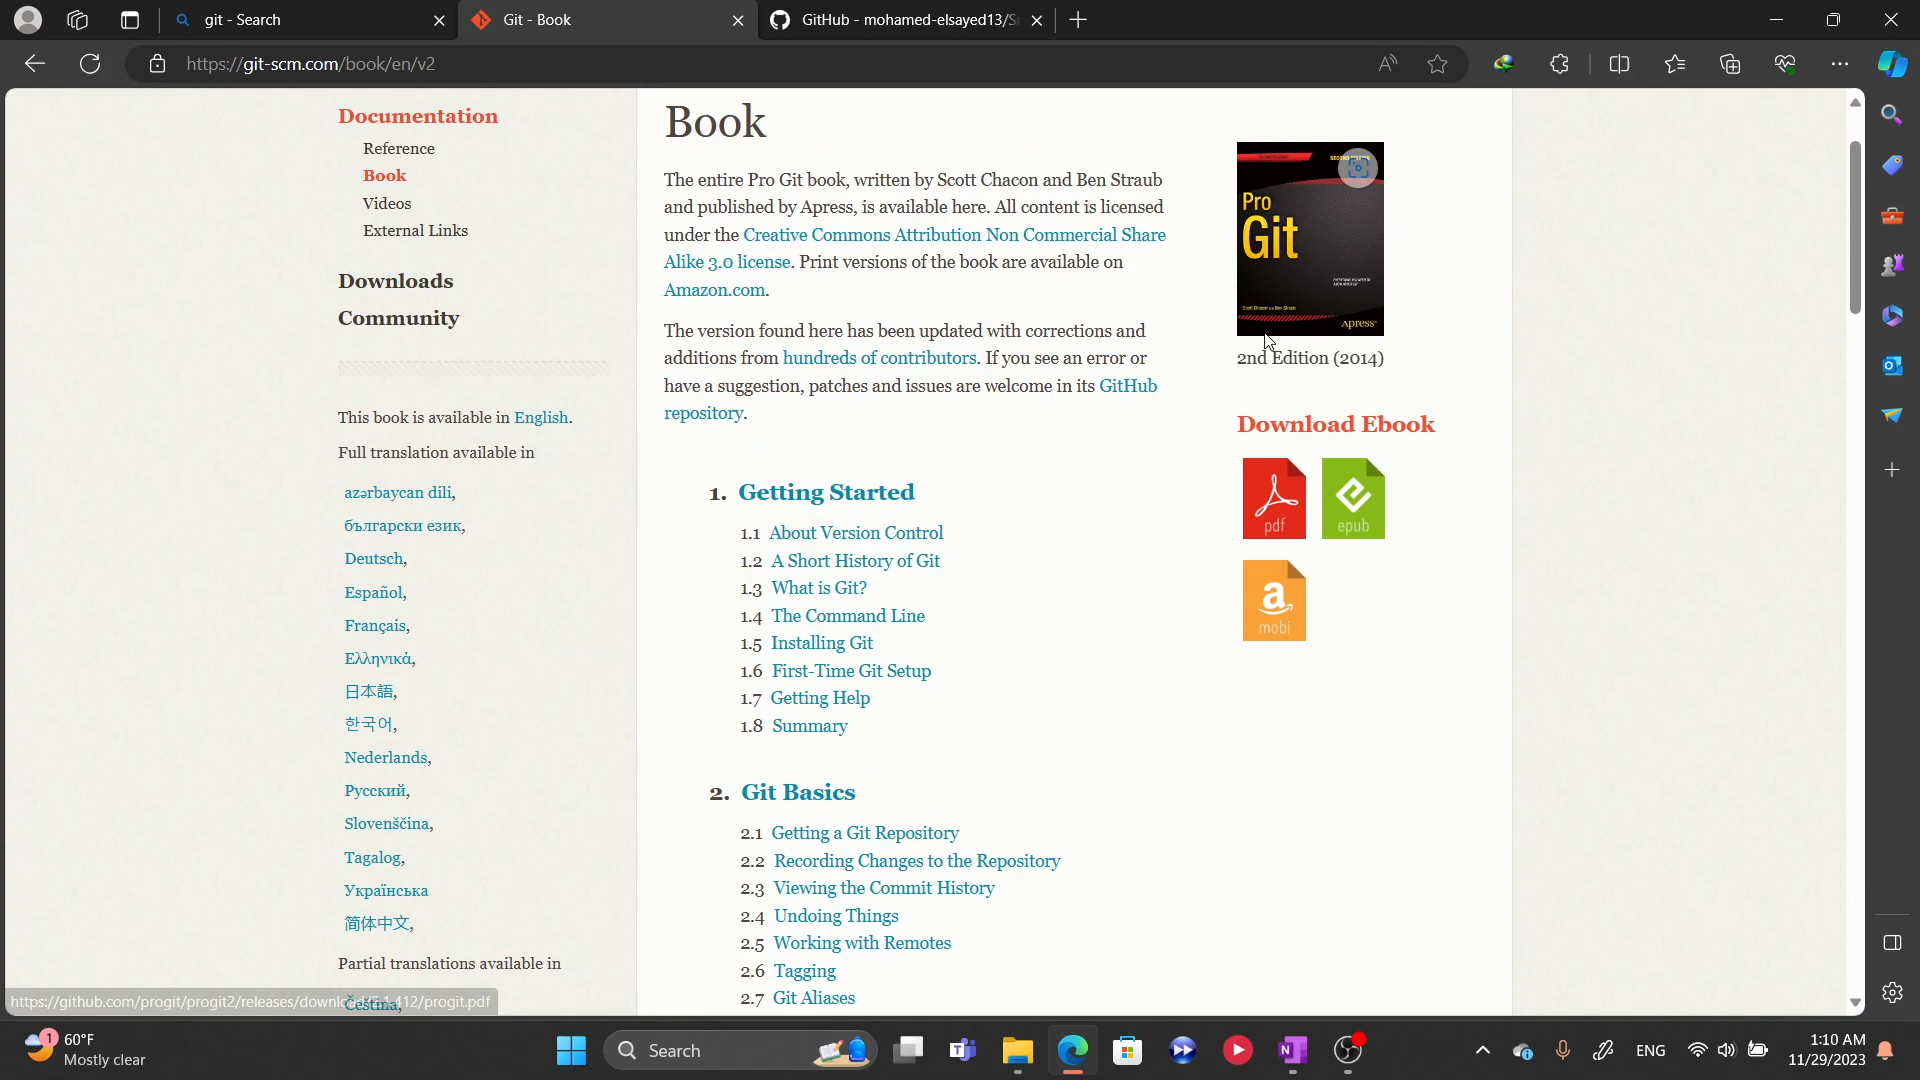 git - Search
Git - Book
GitHub - mohamed-elsayed13/S
https://git-scm.com/book/en/v2
Documentation
Reference
Book
Videos
External Links
Downloads
Community
This book is available in English.
Full translation available in
azərbaycan dili,
български език,
Deutsch,
Español,
Français,
Ελληνικά,
日本語,
한국어,
Nederlands,
Русский,
Slovenščina,
Tagalog,
Українська
简体中文,
Partial translations available in
Čeština,
https://github.com/progit/progit2/releases/download/2.1.412/progit.pdf
Book
The entire Pro Git book, written by Scott Chacon and Ben Straub
and published by Apress, is available here. All content is licensed
under the Creative Commons Attribution Non Commercial Share
Alike 3.0 license. Print versions of the book are available on
Amazon.com.
The version found here has been updated with corrections and
additions from hundreds of contributors. If you see an error or
have a suggestion, patches and issues are welcome in its GitHub
repository.
1. Getting Started
1.1 About Version Control
1.2 A Short History of Git
1.3 What is Git?
1.4 The Command Line
1.5 Installing Git
1.6 First-Time Git Setup
1.7 Getting Help
1.8 Summary
2. Git Basics
2.1 Getting a Git Repository
2.2 Recording Changes to the Repository
2.3 Viewing the Commit History
2.4 Undoing Things
2.5 Working with Remotes
2.6 Tagging
2.7 Git Aliases
Pro
Git
Scott Chacon and Ben Straub
Apress®
2nd Edition (2014)
Download Ebook
pdf
epub
a
mobi
1
60°F
Mostly clear
Search
ENG
1:10 AM
11/29/2023